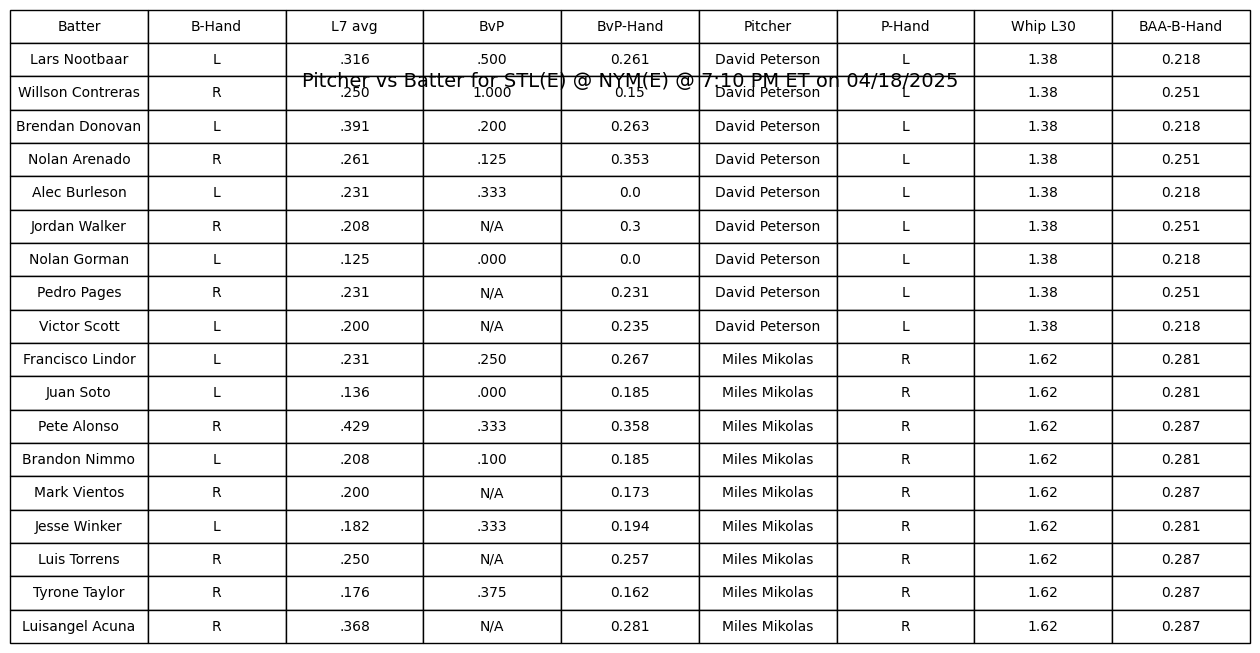 Batter B-Hand L7 avg BvP BvP-Hand Pitcher P-Hand Whip L30 BAA-B-Hand
Lars Nootbaar L .316 .500 0.261 David Peterson L 1.38 0.218
Pitcher vs Batter for STL(E) @ NYM(E) @ 7:10 PM ET on 04/18/2025
Willson Contreras R .250 1.000 0.15 David Peterson L 1.38 0.251
Brendan Donovan L .391 .200 0.263 David Peterson L 1.38 0.218
Nolan Arenado R .261 .125 0.353 David Peterson L 1.38 0.251
Alec Burleson L .231 .333 0.0 David Peterson L 1.38 0.218
Jordan Walker R .208 N/A 0.3 David Peterson L 1.38 0.251
Nolan Gorman L .125 .000 0.0 David Peterson L 1.38 0.218
Pedro Pages R .231 N/A 0.231 David Peterson L 1.38 0.251
Victor Scott L .200 N/A 0.235 David Peterson L 1.38 0.218
Francisco Lindor L .231 .250 0.267 Miles Mikolas R 1.62 0.281
Juan Soto L .136 .000 0.185 Miles Mikolas R 1.62 0.281
Pete Alonso R .429 .333 0.358 Miles Mikolas R 1.62 0.287
Brandon Nimmo L .208 .100 0.185 Miles Mikolas R 1.62 0.281
Mark Vientos R .200 N/A 0.173 Miles Mikolas R 1.62 0.287
Jesse Winker L .182 .333 0.194 Miles Mikolas R 1.62 0.281
Luis Torrens R .250 N/A 0.257 Miles Mikolas R 1.62 0.287
Tyrone Taylor R .176 .375 0.162 Miles Mikolas R 1.62 0.287
Luisangel Acuna R .368 N/A 0.281 Miles Mikolas R 1.62 0.287